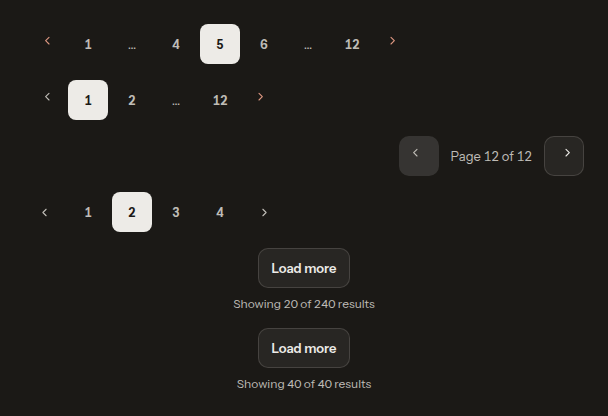 ‹ 1 ... 4 5 6 ... 12 ›
‹ 1 2 ... 12 ›
‹ Page 12 of 12 ›
‹ 1 2 3 4 ›
Load more
Showing 20 of 240 results
Load more
Showing 40 of 40 results